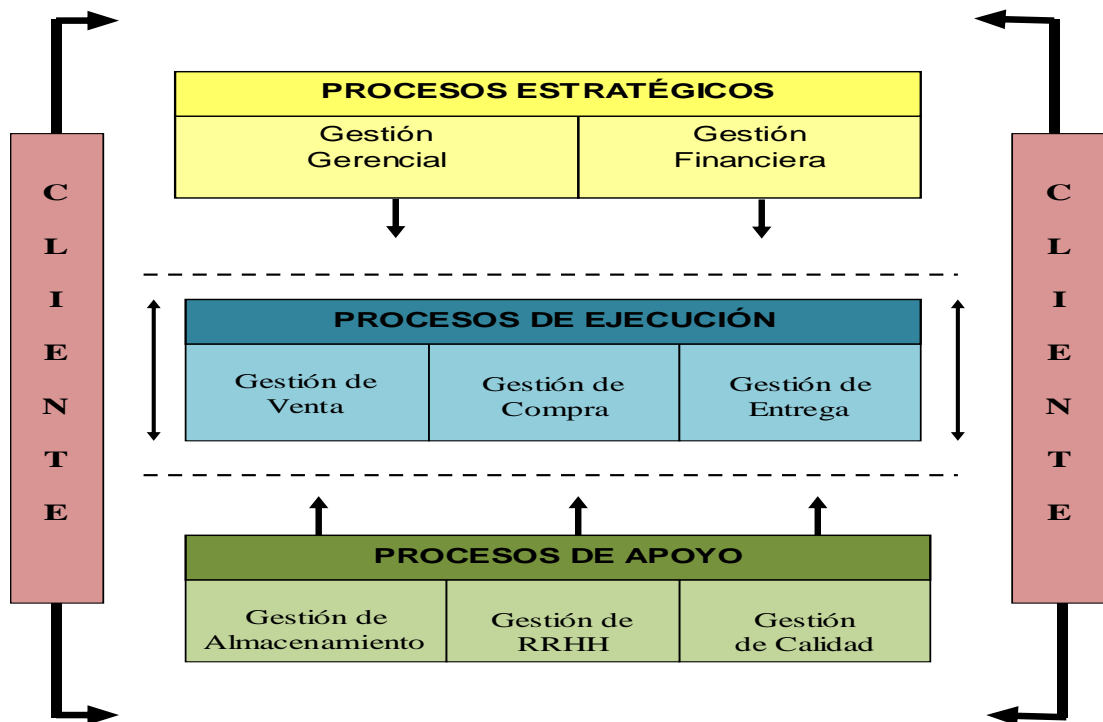 PROCESOS ESTRATÉGICOS
Gestión
Gerencial
Gestión
Financiera
C
L
I
E
N
T
E
PROCESOS DE EJECUCIÓN
Gestión de
Venta
Gestión de
Compra
Gestión de
Entrega
C
L
I
E
N
T
E
PROCESOS DE APOYO
Gestión de
Almacenamiento
Gestión de
RRHH
Gestión
de Calidad